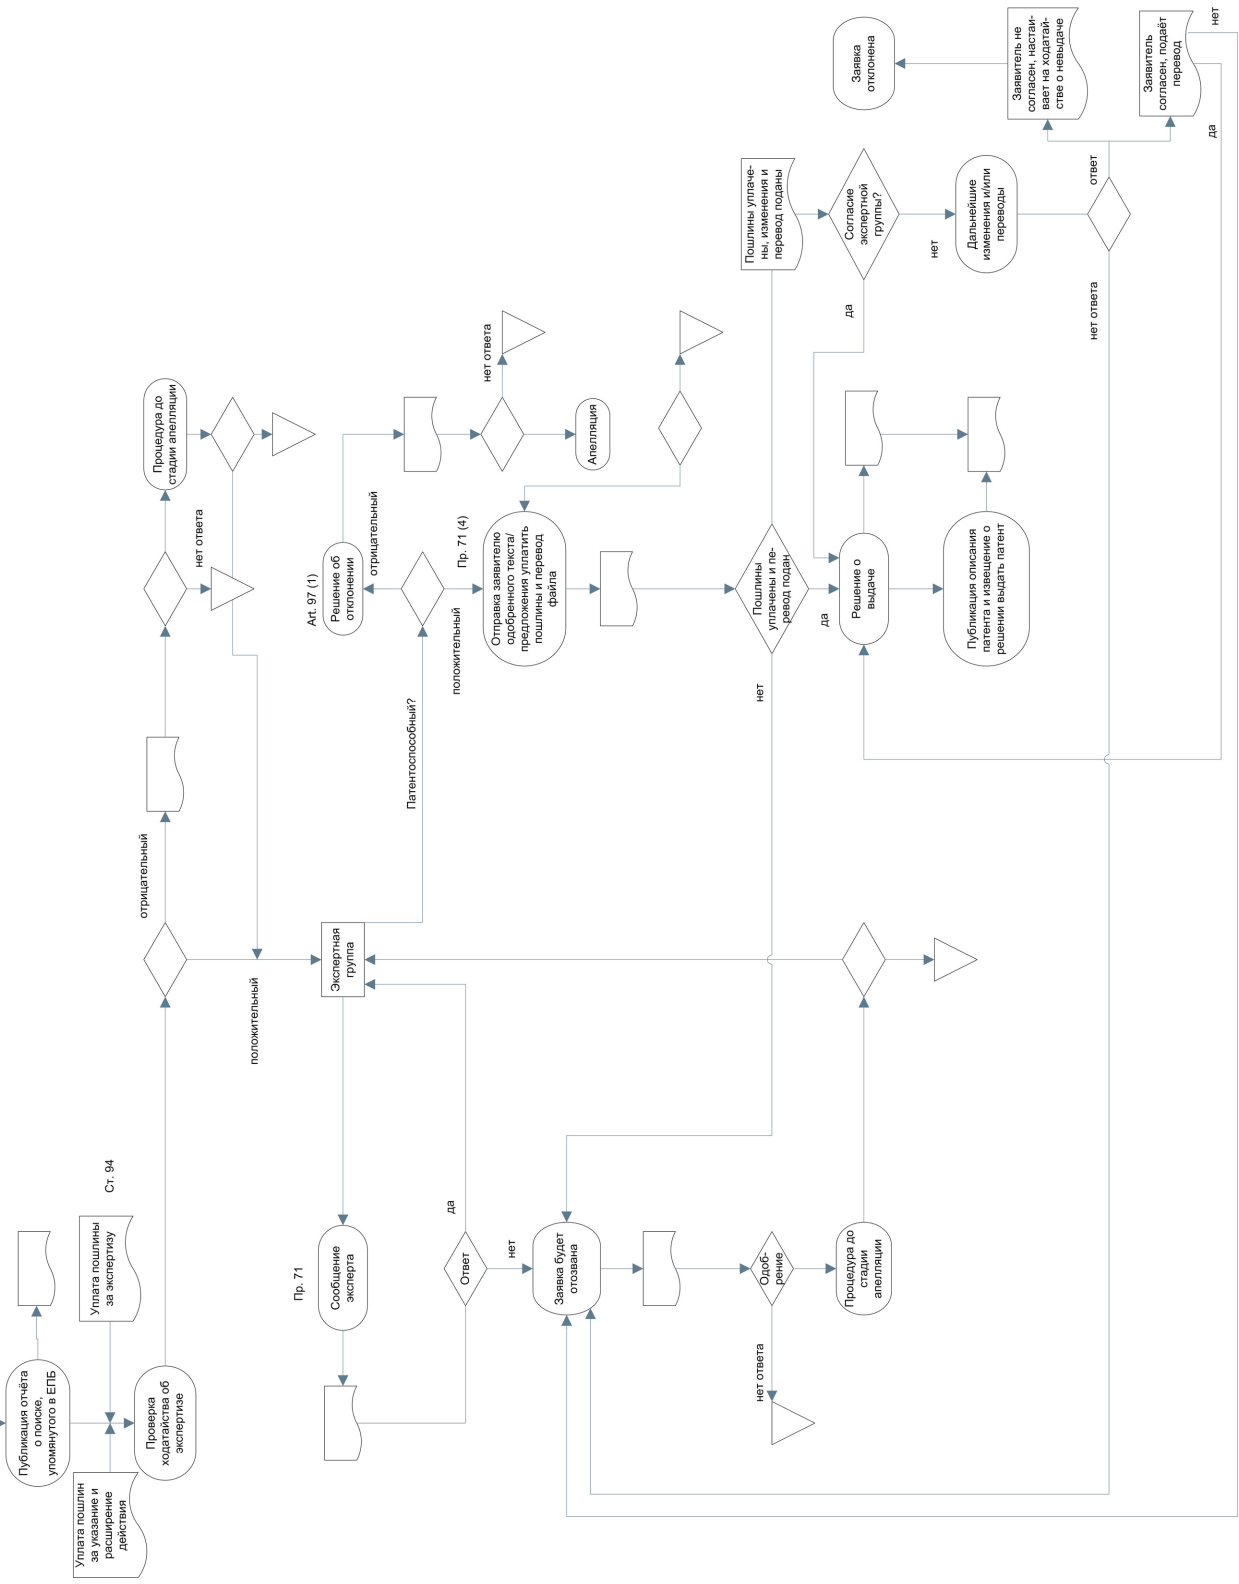 Публикация отчёта
о поиске,
упомянутого в ЕПБ
Уплата пошлин
за указание и
расширение
действия
Уплата пошлины
за экспертизу
Ст. 94
Проверка
ходатайства об
экспертизе
отрицательный
положительный
Процедура до
стадии апелляции
нет ответа
Экспертная
группа
Пр. 71
Сообщение
эксперта
Ответ
да
нет
Патентоспособный?
Art. 97 (1)
Решение об
отклонении
отрицательный
положительный
Пр. 71 (4)
нет ответа
Апелляция
Отправка заявителю
одобренного текста/
предложения уплатить
пошлины и перевод
файла
Заявка будет
отозвана
Одоб-
рение
нет ответа
Процедура до
стадии
апелляции
Пошлины
уплачены и пе-
ревод подан
нет
да
Пошлины уплаче-
ны, изменения и
перевод поданы
Согласие
экспертной
группы?
да
нет
Решение о
выдаче
Публикация описания
патента и извещение о
решении выдать патент
Дальнейшие
изменения и/или
переводы
нет ответа
ответ
Заявка
отклонена
Заявитель не
согласен, настаи-
вает на ходатай-
стве о невыдаче
Заявитель
согласен, подаёт
перевод
да
нет